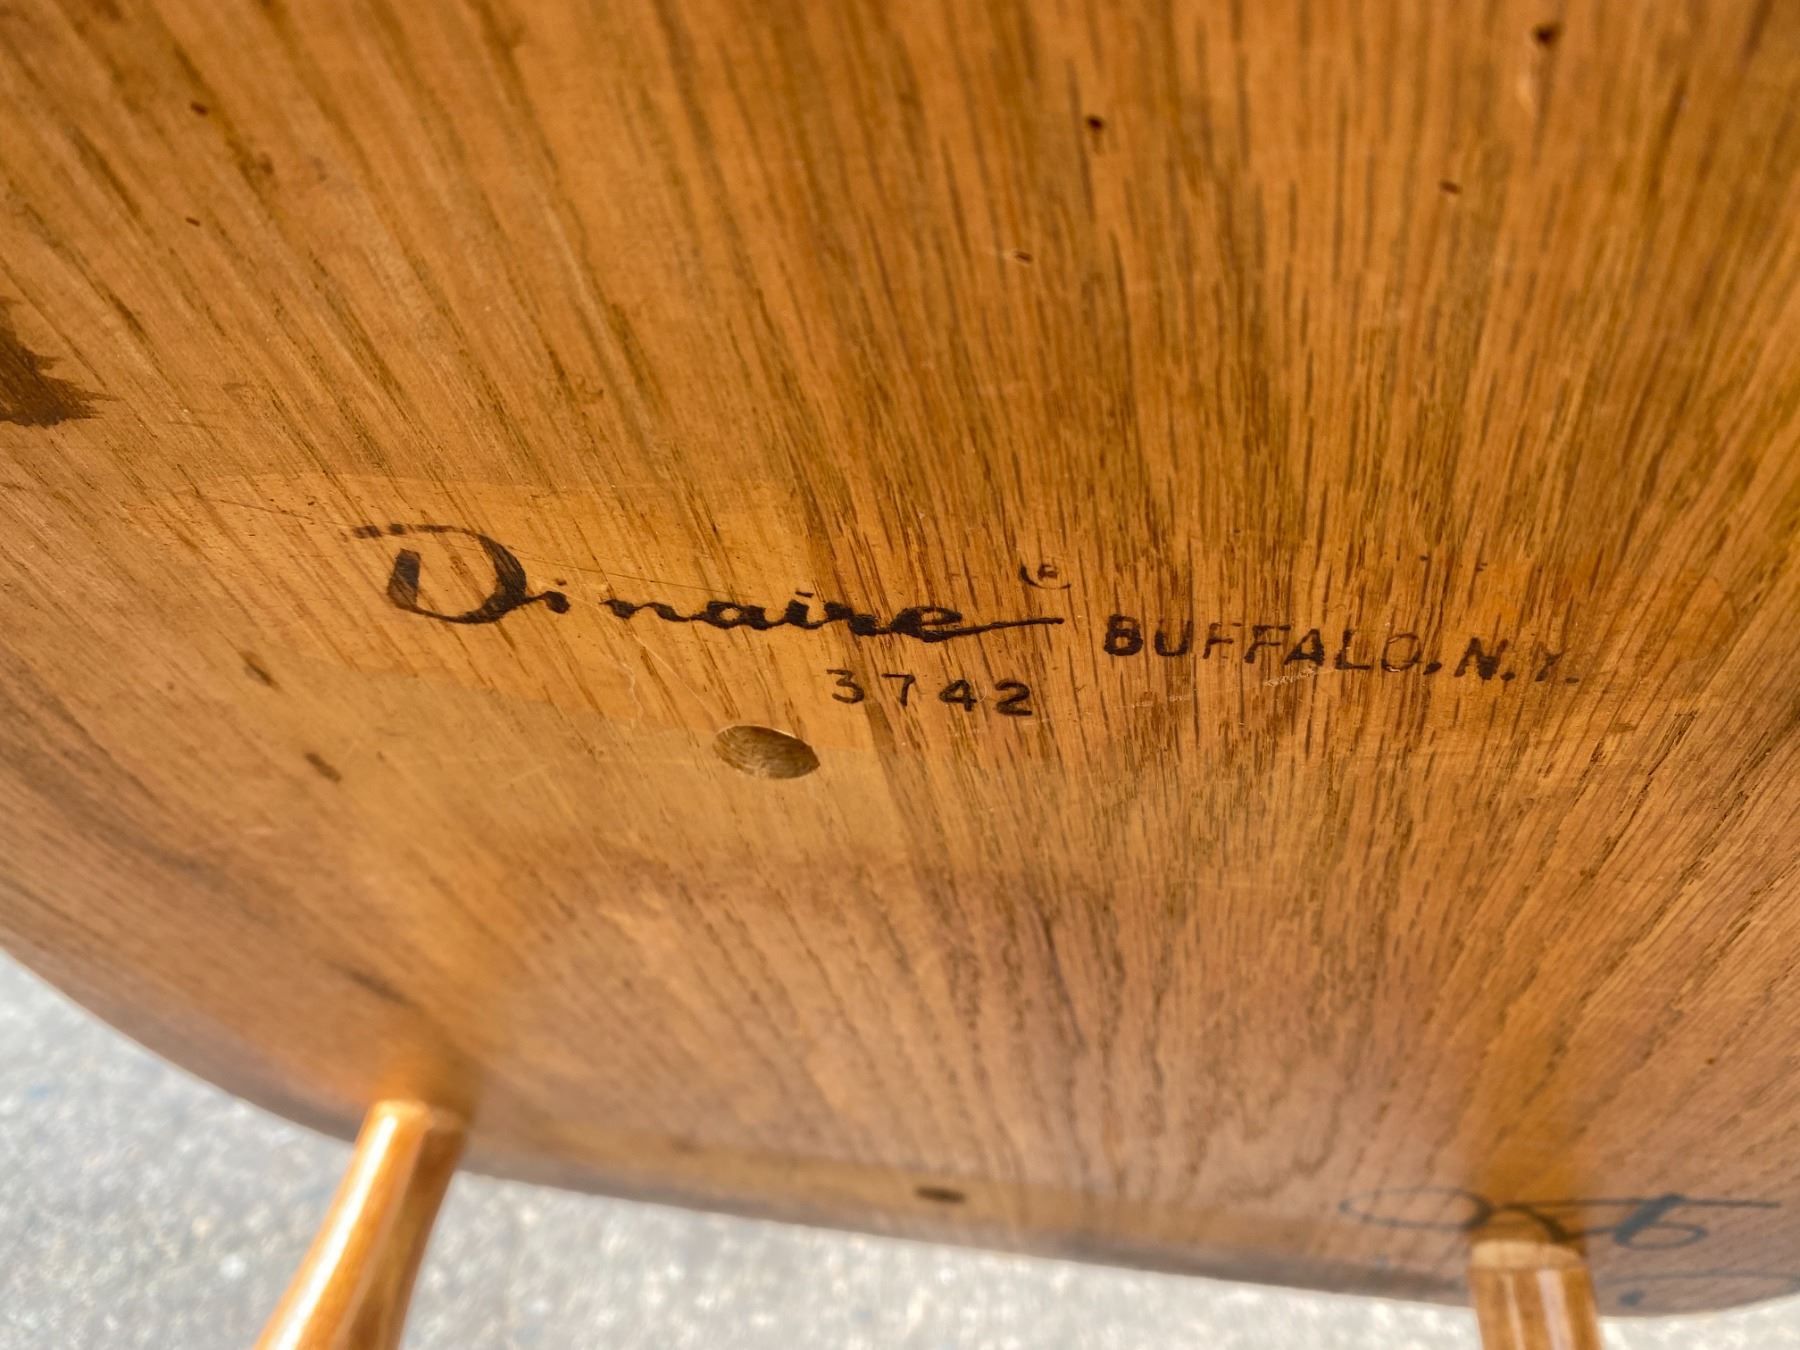 Dinaire ® BUFFALO, N.Y.
3742